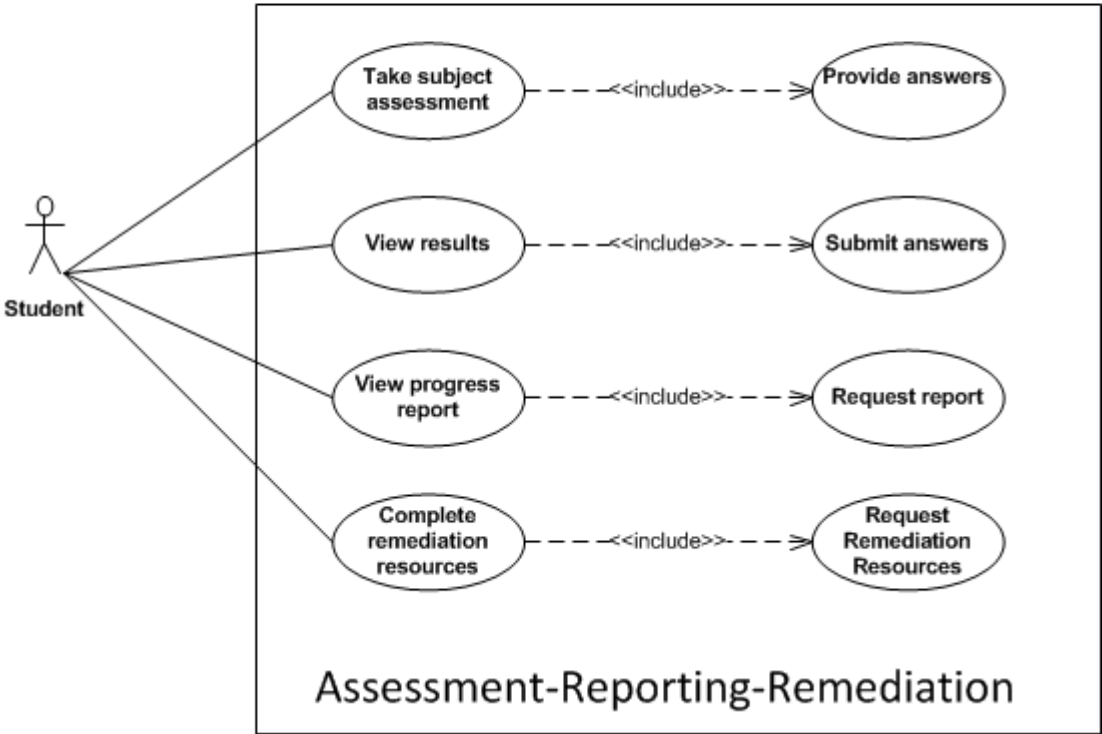 Take subject
assessment
<<include>>
Provide answers
View results
<<include>>
Submit answers
Student
View progress
report
<<include>>
Request report
Complete
remediation
resources
<<include>>
Request
Remediation
Resources
Assessment-Reporting-Remediation